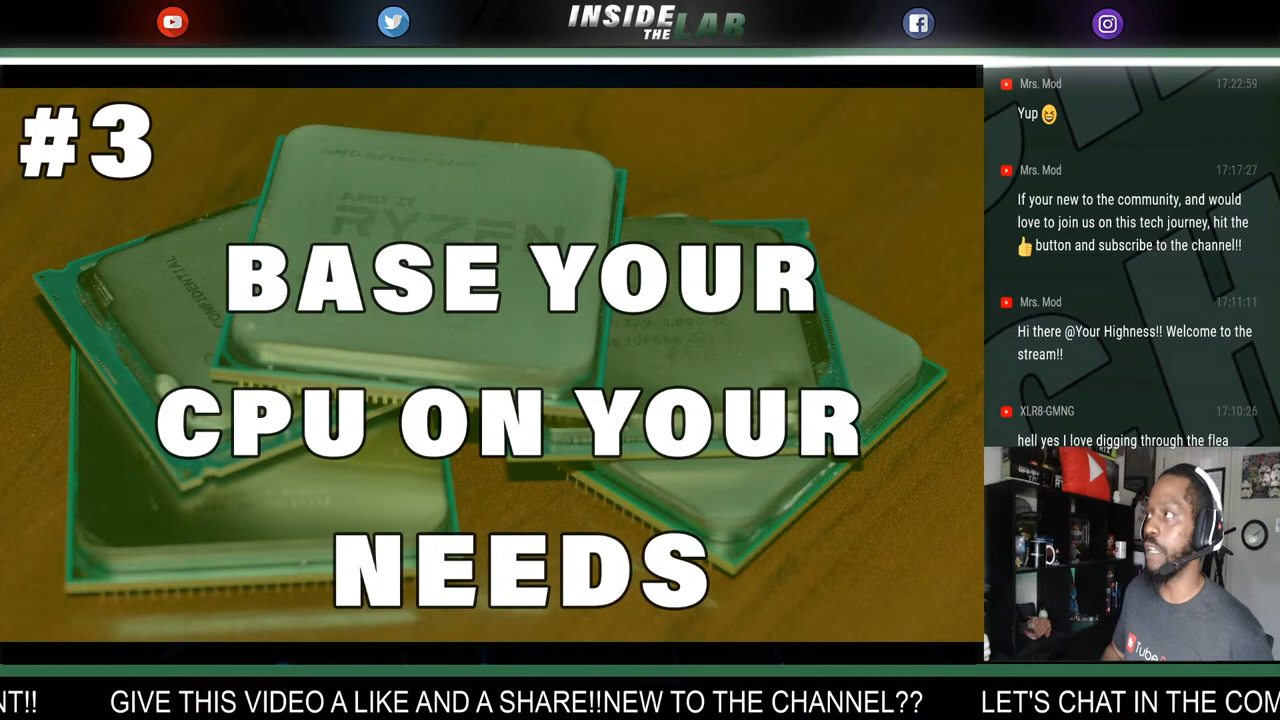 INSIDE
THE LAB
#3
AMD
RYZEN
CONFIDENTIAL
BASE YOUR
CPU ON YOUR
NEEDS
Mrs. Mod 17:22:59
Yup 😆
Mrs. Mod 17:17:27
If your new to the community, and would
love to join us on this tech journey, hit the
👍 button and subscribe to the channel!!
Mrs. Mod 17:11:11
Hi there @Your Highness!! Welcome to the
stream!!
XLR8-GMNG 17:10:26
hell yes I love digging through the flea
Tube
NT!! GIVE THIS VIDEO A LIKE AND A SHARE!!NEW TO THE CHANNEL?? LET'S CHAT IN THE COM